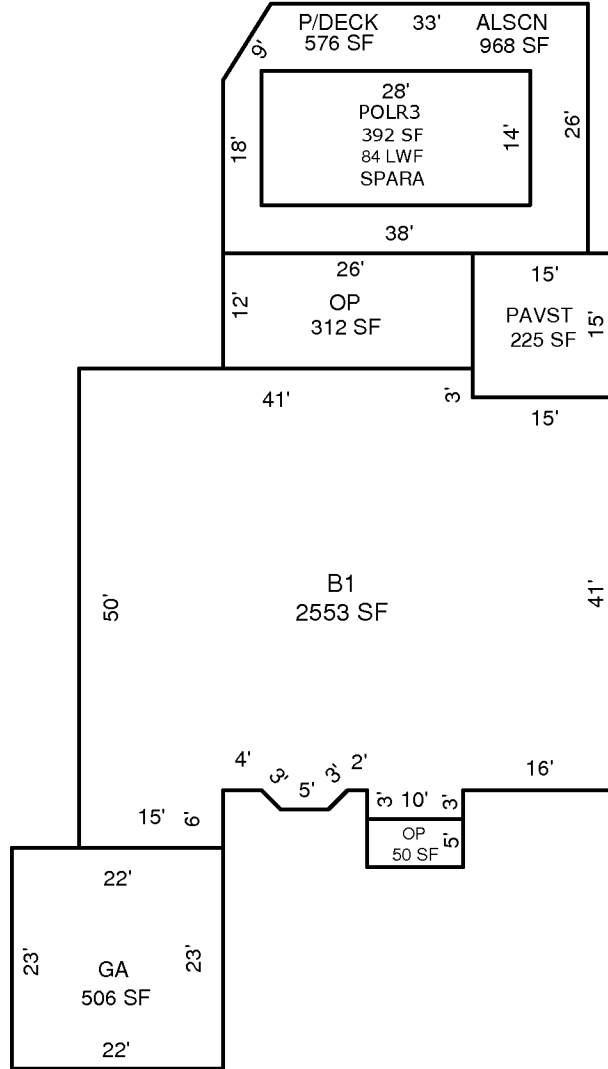 P/DECK 33' ALSCN
576 SF 968 SF
9'
28'
POLR3
392 SF
84 LWF
SPARA
18'
14'
26'
38'
26'
15'
12'
OP
312 SF
PAVST
225 SF
15'
41'
3'
15'
50'
B1
2553 SF
41'
4'
3'
5'
3'
2'
16'
15'
6'
3'
10'
3'
OP
50 SF
5'
22'
23'
GA
506 SF
23'
22'